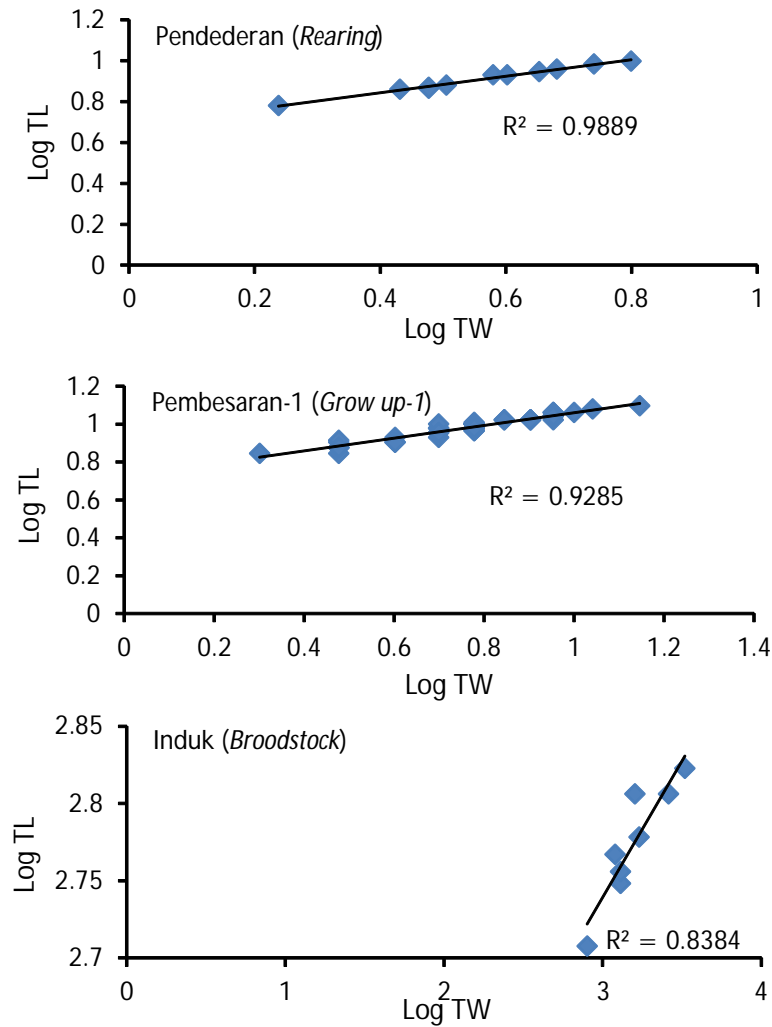 Pendederan (Rearing)
1.2
1
0.8
0.6
0.4
0.2
0
Log TL
R² = 0.9889
0 0.2 0.4 0.6 0.8 1
Log TW
Pembesaran-1 (Grow up-1)
1.2
1
0.8
0.6
0.4
0.2
0
Log TL
R² = 0.9285
0 0.2 0.4 0.6 0.8 1 1.2 1.4
Log TW
Induk (Broodstock)
2.85
2.8
2.75
2.7
Log TL
R² = 0.8384
0 1 2 3 4
Log TW